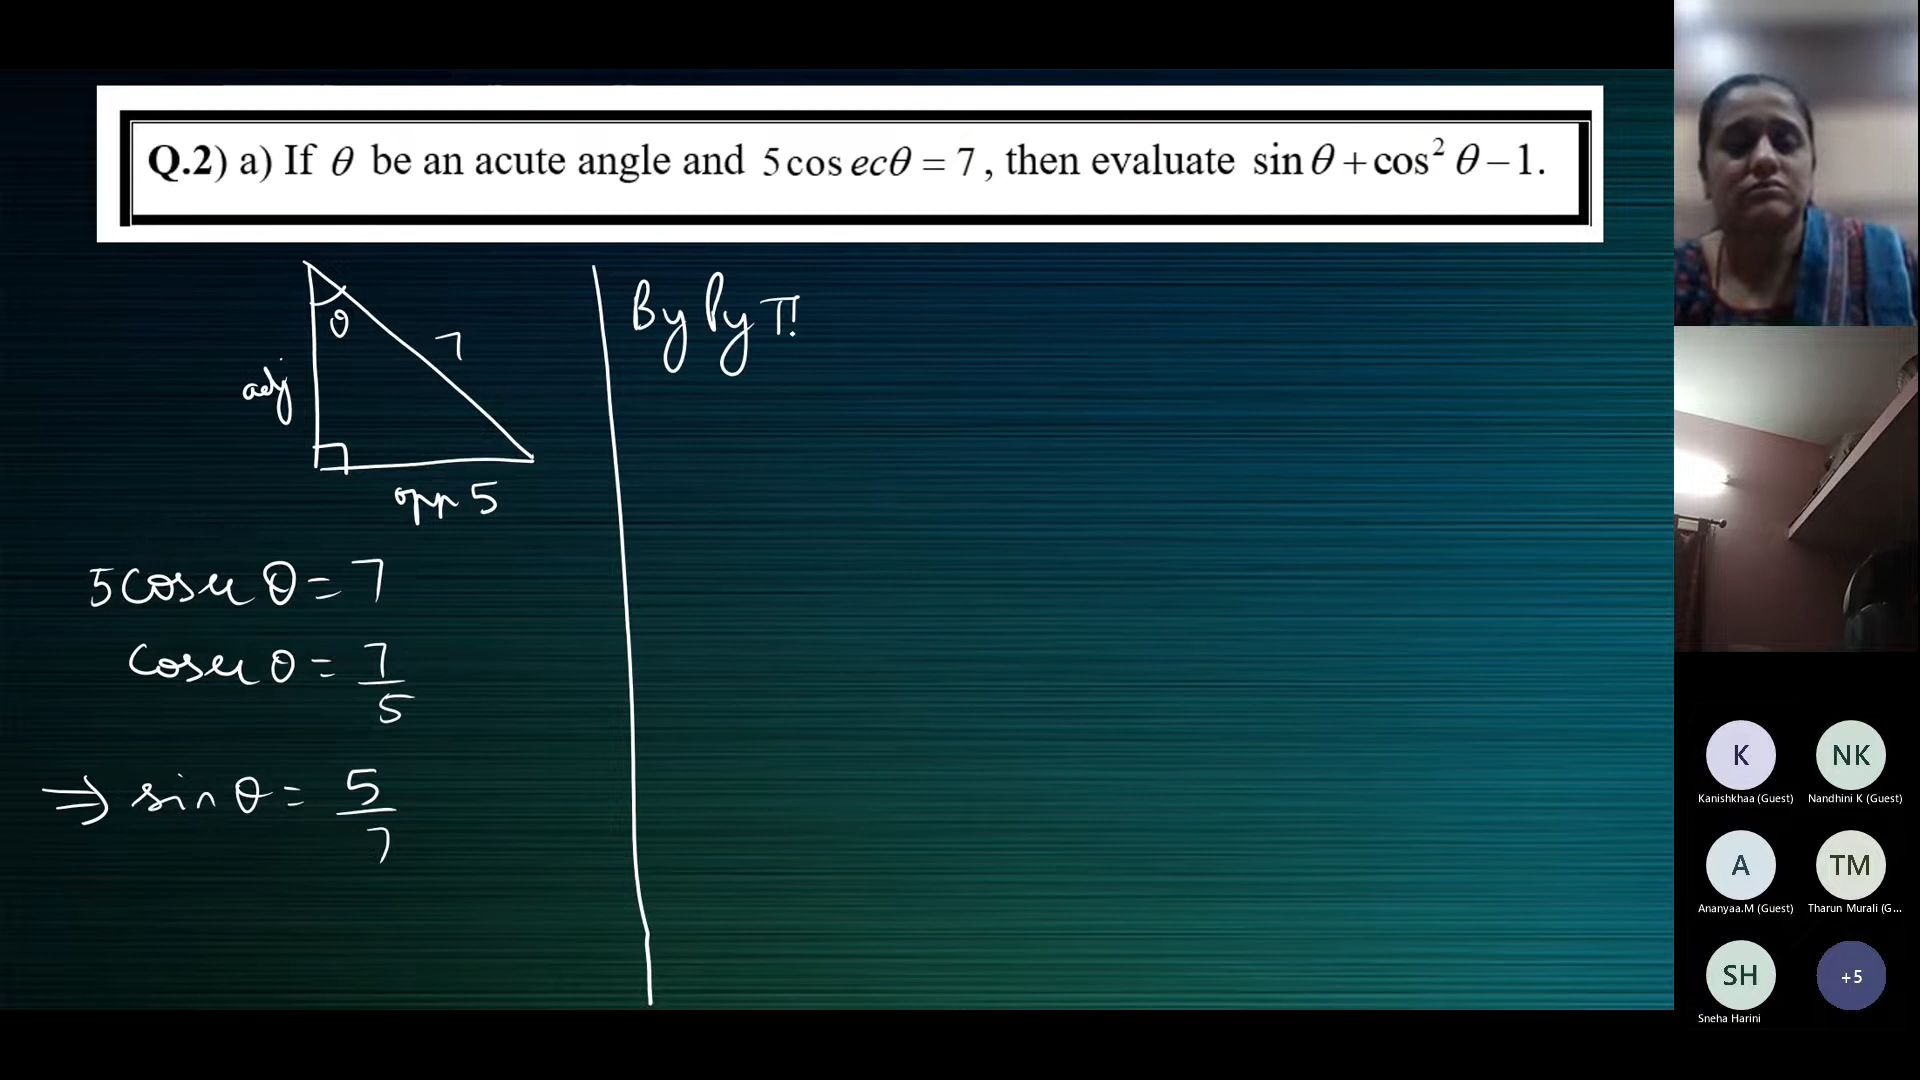 Q.2) a) If θ be an acute angle and 5 cos ecθ = 7, then evaluate sin θ + cos² θ − 1.
θ
7
adj
opp 5
5 cosec θ = 7
cosec θ = 7/5
⇒ sin θ = 5/7
By Py T!
K
NK
Kanishkhaa (Guest)
Nandhini K (Guest)
A
TM
Ananyaa.M (Guest)
Tharun Murali (G...
SH
+5
Sneha Harini